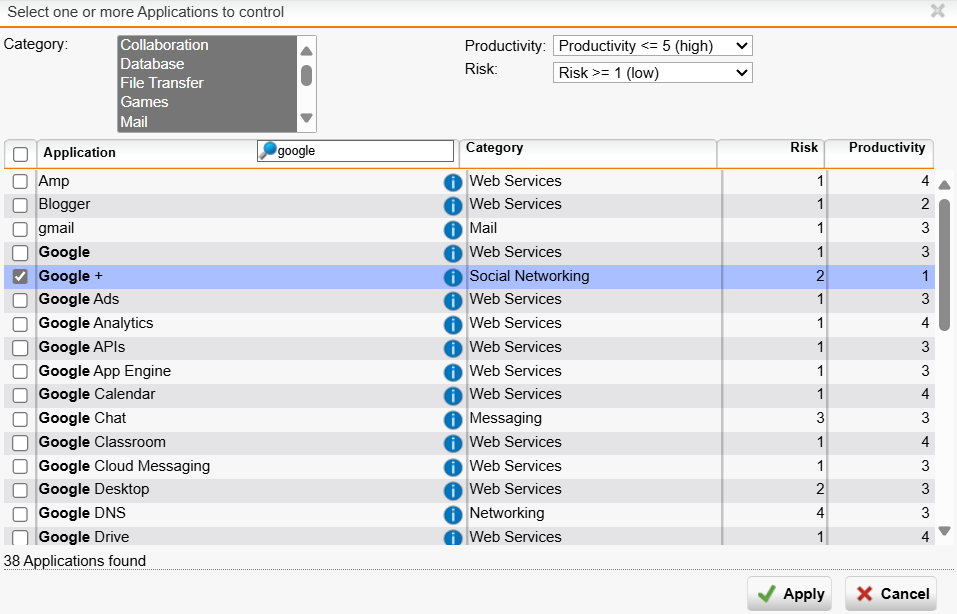 Select one or more Applications to control
Category:
Collaboration
Database
File Transfer
Games
Mail
Productivity: Productivity <= 5 (high)
Risk: Risk >= 1 (low)
Application google Category Risk Productivity
Amp Web Services 1 4
Blogger Web Services 1 2
gmail Mail 1 3
Google Web Services 1 3
Google + Social Networking 2 1
Google Ads Web Services 1 3
Google Analytics Web Services 1 4
Google APIs Web Services 1 3
Google App Engine Web Services 1 3
Google Calendar Web Services 1 4
Google Chat Messaging 3 3
Google Classroom Web Services 1 4
Google Cloud Messaging Web Services 1 3
Google Desktop Web Services 2 3
Google DNS Networking 4 3
Google Drive Web Services 1 4
38 Applications found
Apply Cancel